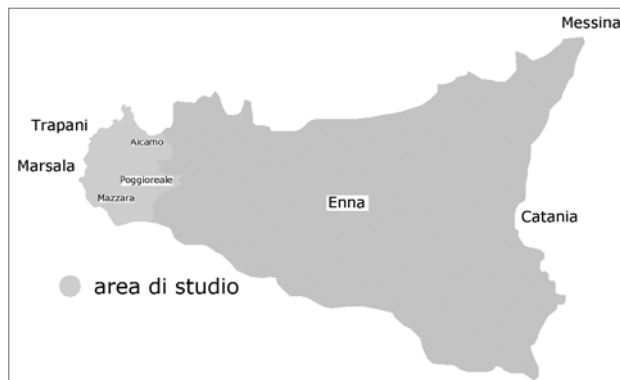 Messina
Trapani
Alcamo
Marsala
Poggioreale
Mazzara
Enna
Catania
area di studio